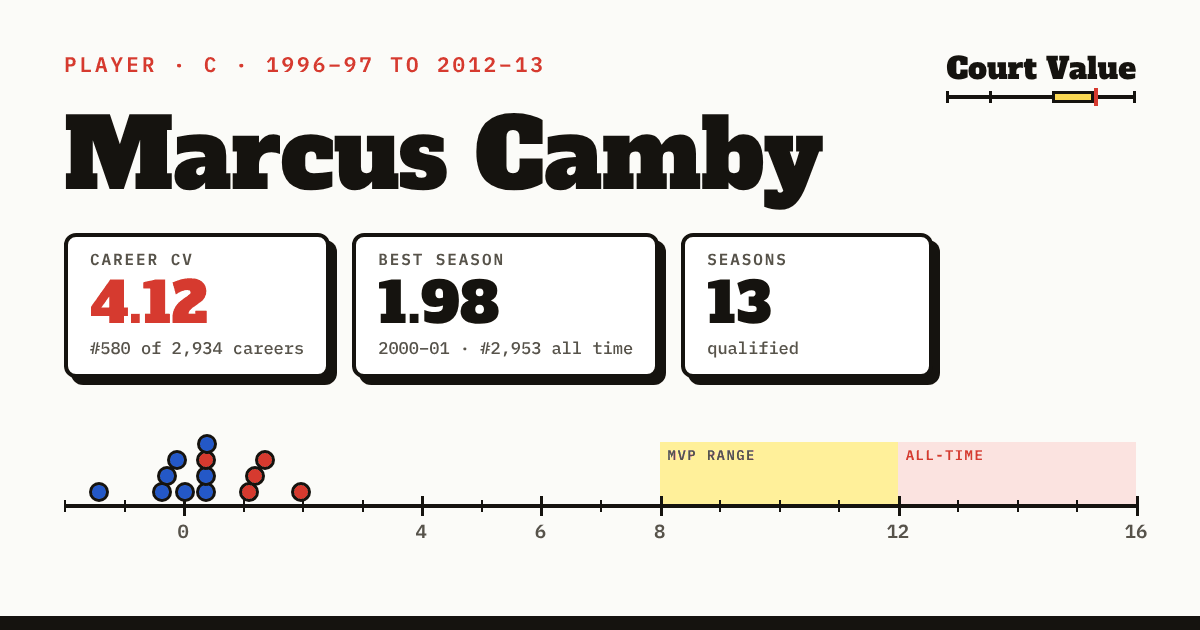 PLAYER · C · 1996–97 TO 2012–13
Court Value
Marcus Camby
CAREER CV
4.12
#580 of 2,934 careers
BEST SEASON
1.98
2000–01 · #2,953 all time
SEASONS
13
qualified
MVP RANGE
ALL-TIME
0 4 6 8 12 16